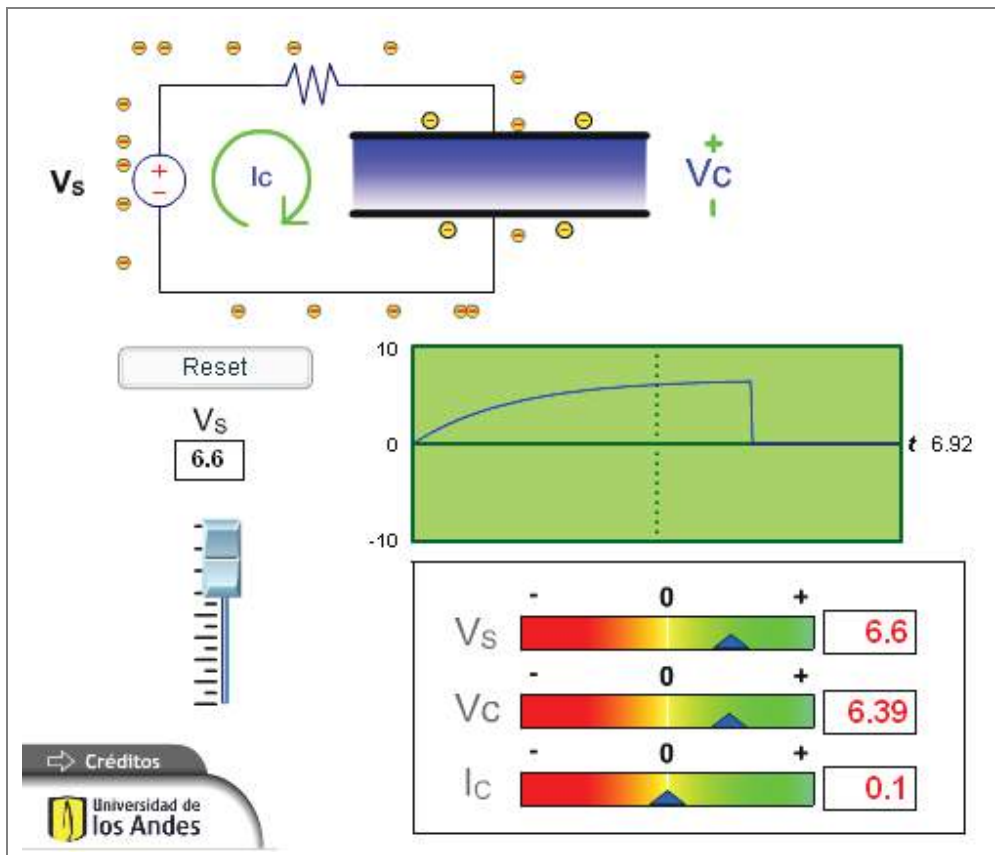 Vs
Ic
+
Vc
-
Reset
Vs
6.6
10
0
-10
t 6.92
- 0 +
Vs 6.6
- 0 +
Vc 6.39
- 0 +
Ic 0.1
Créditos
Universidad de
los Andes